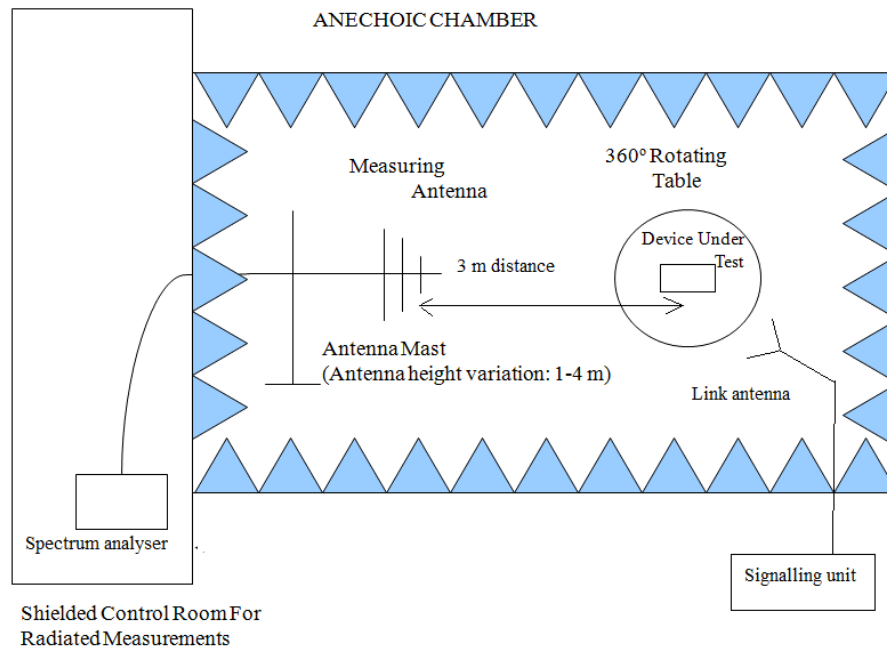 ANECHOIC CHAMBER
Measuring
Antenna
360º Rotating
Table
Device Under
Test
3 m distance
Antenna Mast
(Antenna height variation: 1-4 m)
Link antenna
Spectrum analyser
Signalling unit
Shielded Control Room For
Radiated Measurements